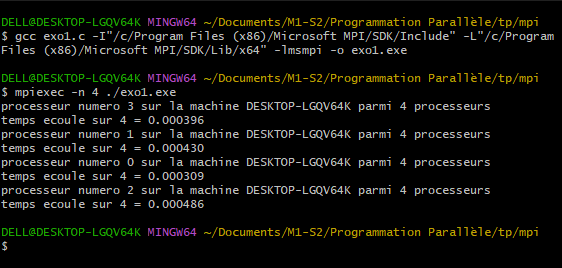 DELL@DESKTOP-LGQV64K MINGW64 ~/Documents/M1-S2/Programmation Parallèle/tp/mpi
$ gcc exo1.c -I"/c/Program Files (x86)/Microsoft MPI/SDK/Include" -L"/c/Program
Files (x86)/Microsoft MPI/SDK/Lib/x64" -lmsmpi -o exo1.exe
DELL@DESKTOP-LGQV64K MINGW64 ~/Documents/M1-S2/Programmation Parallèle/tp/mpi
$ mpiexec -n 4 ./exo1.exe
processeur numero 3 sur la machine DESKTOP-LGQV64K parmi 4 processeurs
temps ecoule sur 4 = 0.000396
processeur numero 1 sur la machine DESKTOP-LGQV64K parmi 4 processeurs
temps ecoule sur 4 = 0.000430
processeur numero 0 sur la machine DESKTOP-LGQV64K parmi 4 processeurs
temps ecoule sur 4 = 0.000309
processeur numero 2 sur la machine DESKTOP-LGQV64K parmi 4 processeurs
temps ecoule sur 4 = 0.000486
DELL@DESKTOP-LGQV64K MINGW64 ~/Documents/M1-S2/Programmation Parallèle/tp/mpi
$